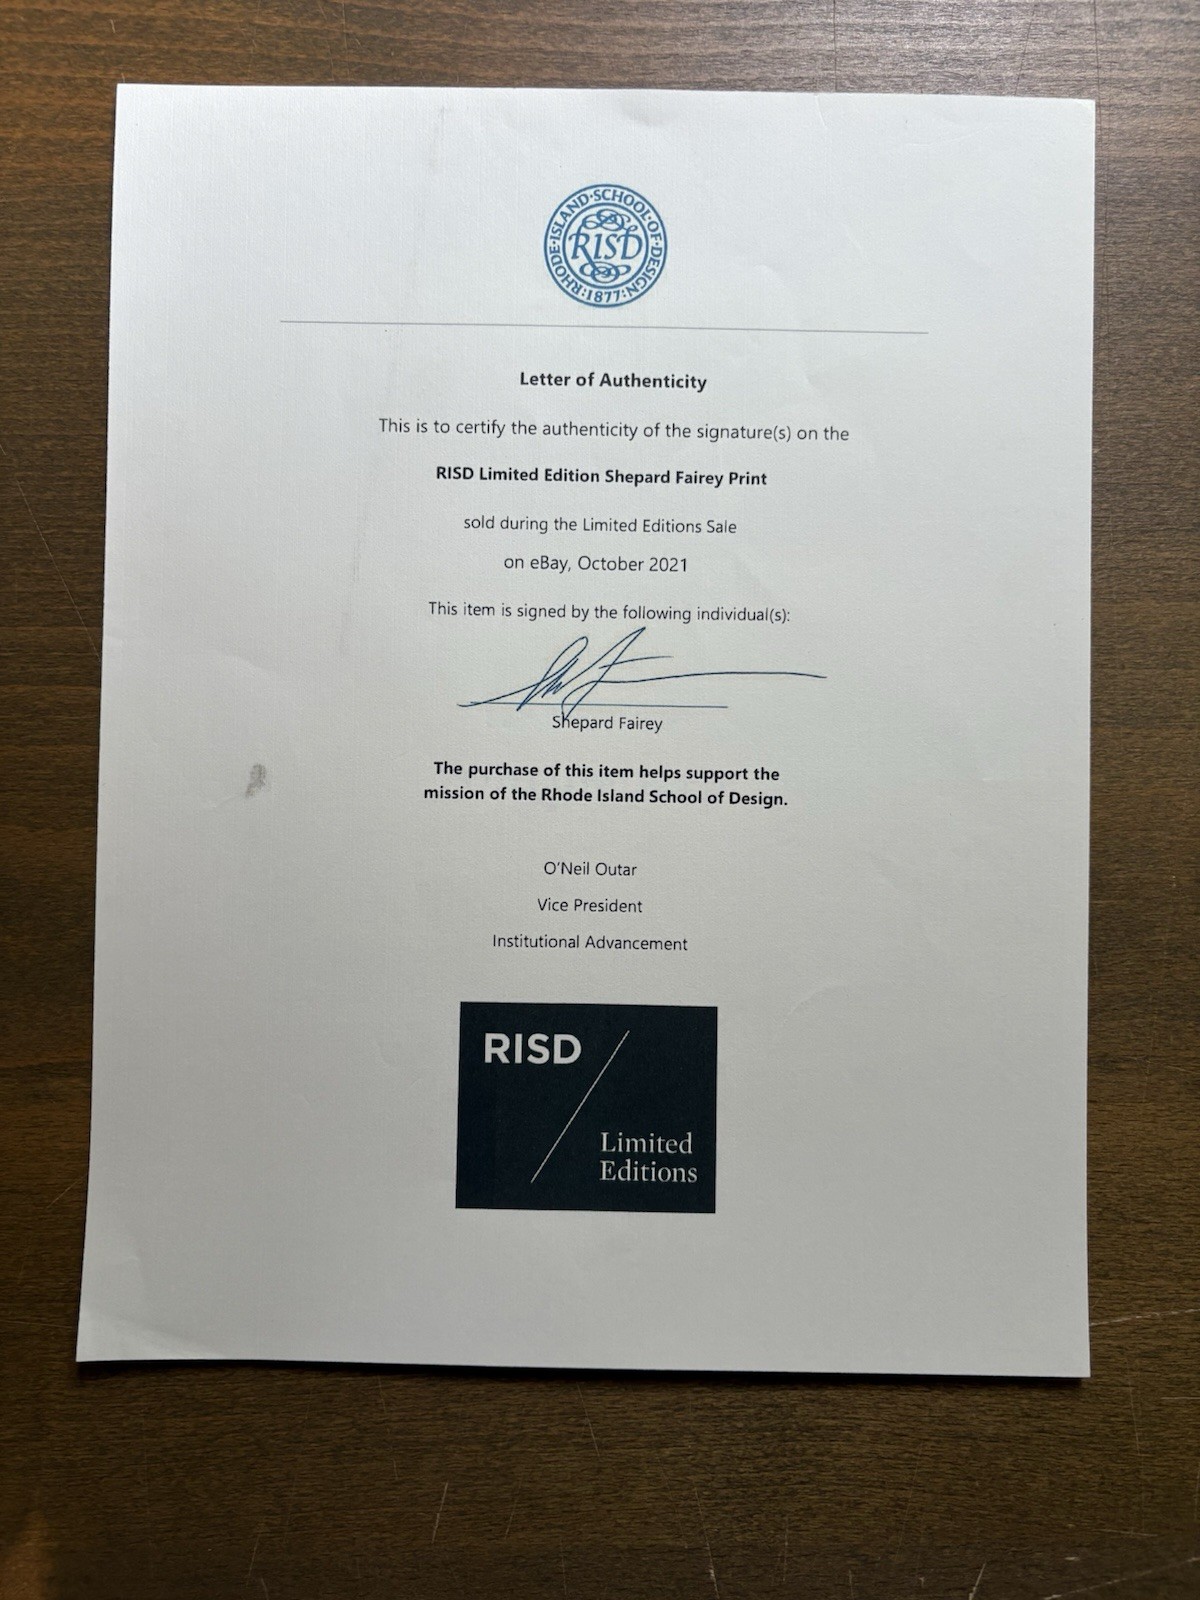 RHODE·ISLAND·SCHOOL·OF·DESIGN:
RISD
:1877:
Letter of Authenticity
This is to certify the authenticity of the signature(s) on the
RISD Limited Edition Shepard Fairey Print
sold during the Limited Editions Sale
on eBay, October 2021
This item is signed by the following individual(s):
Shepard Fairey
The purchase of this item helps support the
mission of the Rhode Island School of Design.
O'Neil Outar
Vice President
Institutional Advancement
RISD
Limited
Editions